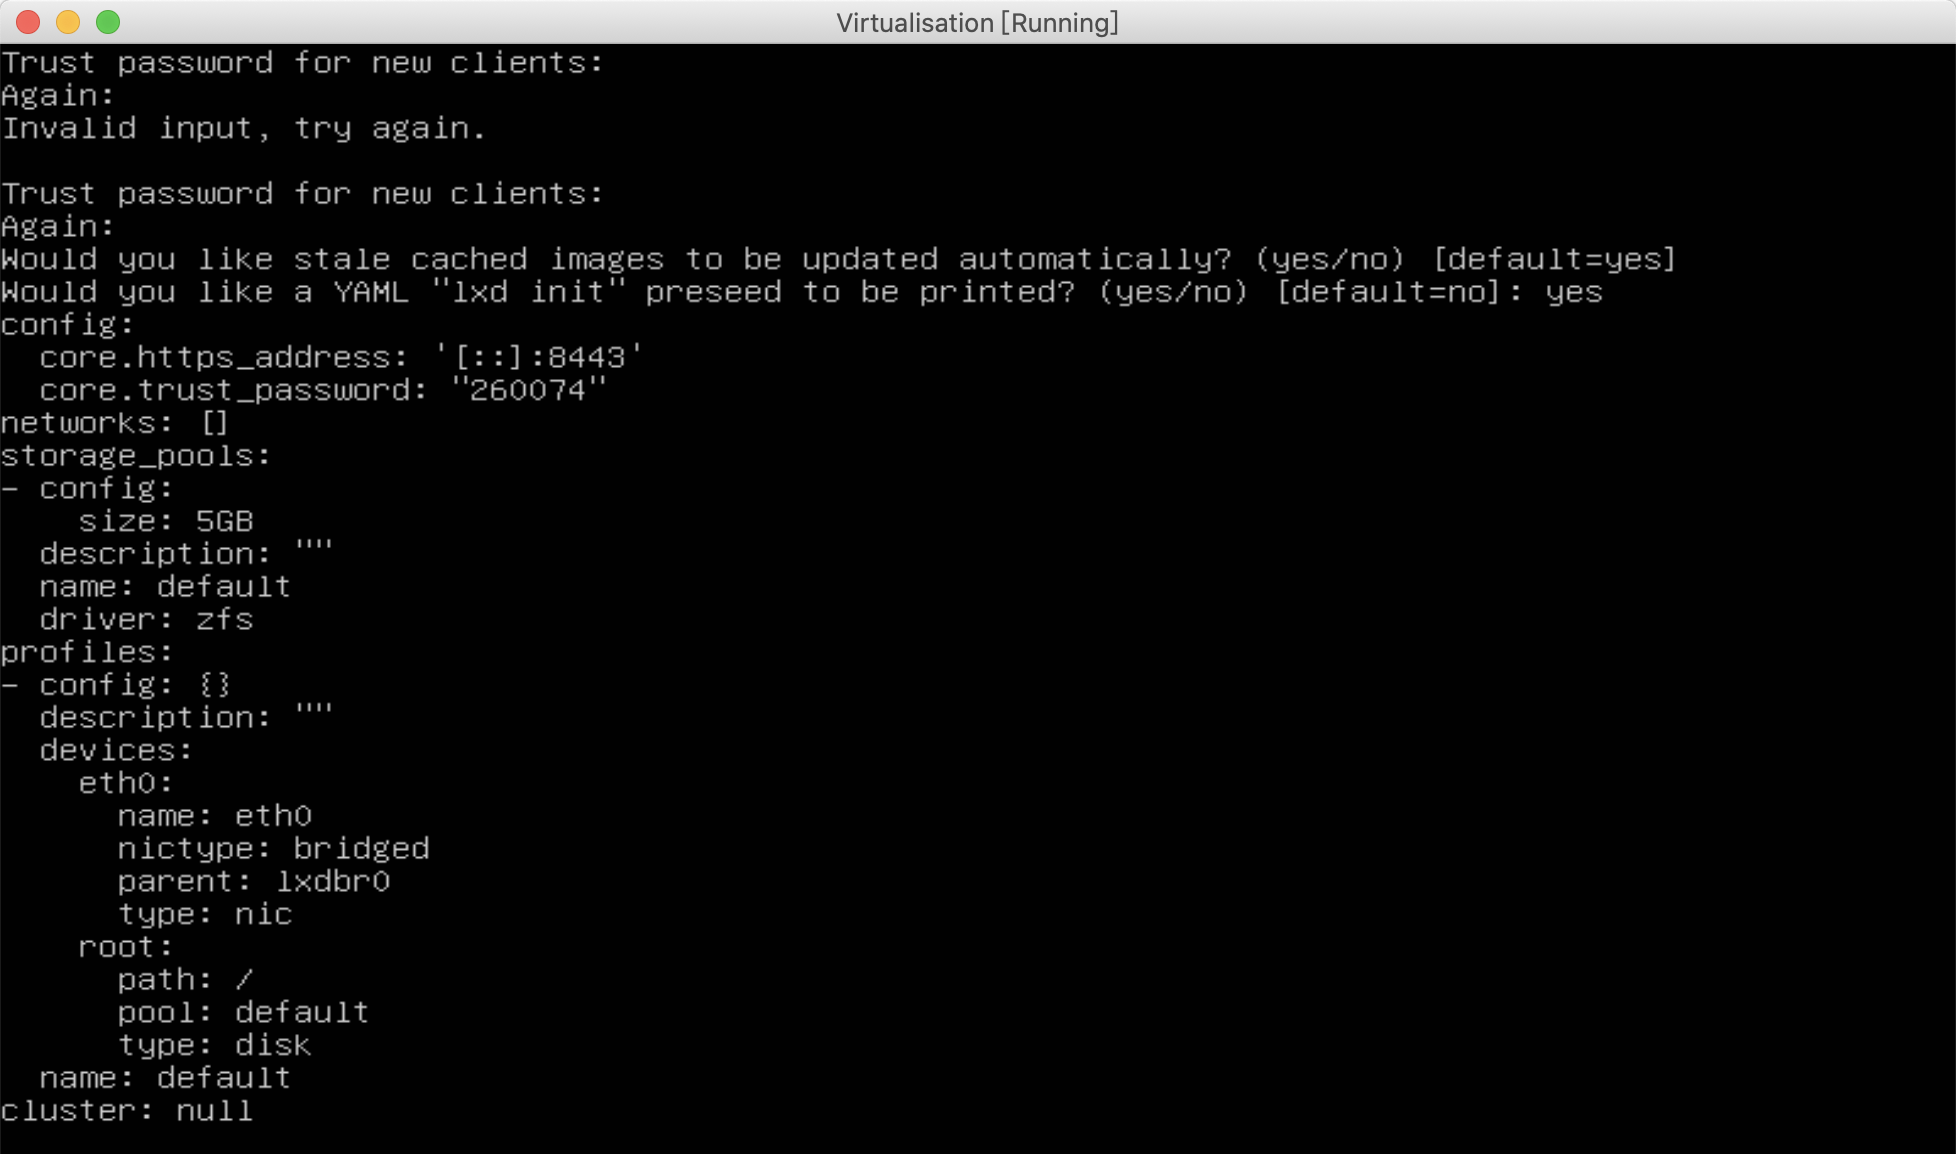 Virtualisation [Running]
Trust password for new clients:
Again:
Invalid input, try again.

Trust password for new clients:
Again:
Would you like stale cached images to be updated automatically? (yes/no) [default=yes]
Would you like a YAML "lxd init" preseed to be printed? (yes/no) [default=no]: yes
config:
  core.https_address: '[::]:8443'
  core.trust_password: "260074"
networks: []
storage_pools:
- config:
    size: 5GB
  description: ""
  name: default
  driver: zfs
profiles:
- config: {}
  description: ""
  devices:
    eth0:
      name: eth0
      nictype: bridged
      parent: lxdbr0
      type: nic
    root:
      path: /
      pool: default
      type: disk
  name: default
cluster: null